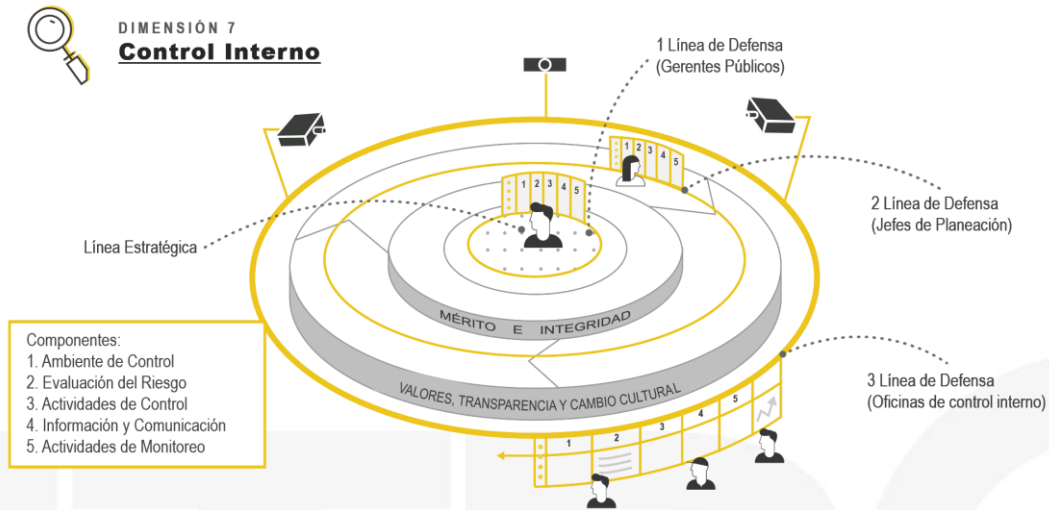 DIMENSIÓN 7
Control Interno
1 Línea de Defensa
(Gerentes Públicos)
1 2 3 4 5
1 2 3 4 5
2 Línea de Defensa
(Jefes de Planeación)
Línea Estratégica
MÉRITO E INTEGRIDAD
VALORES, TRANSPARENCIA Y CAMBIO CULTURAL
Componentes:
1. Ambiente de Control
2. Evaluación del Riesgo
3. Actividades de Control
4. Información y Comunicación
5. Actividades de Monitoreo
3 Línea de Defensa
(Oficinas de control interno)
1 2 3 4 5